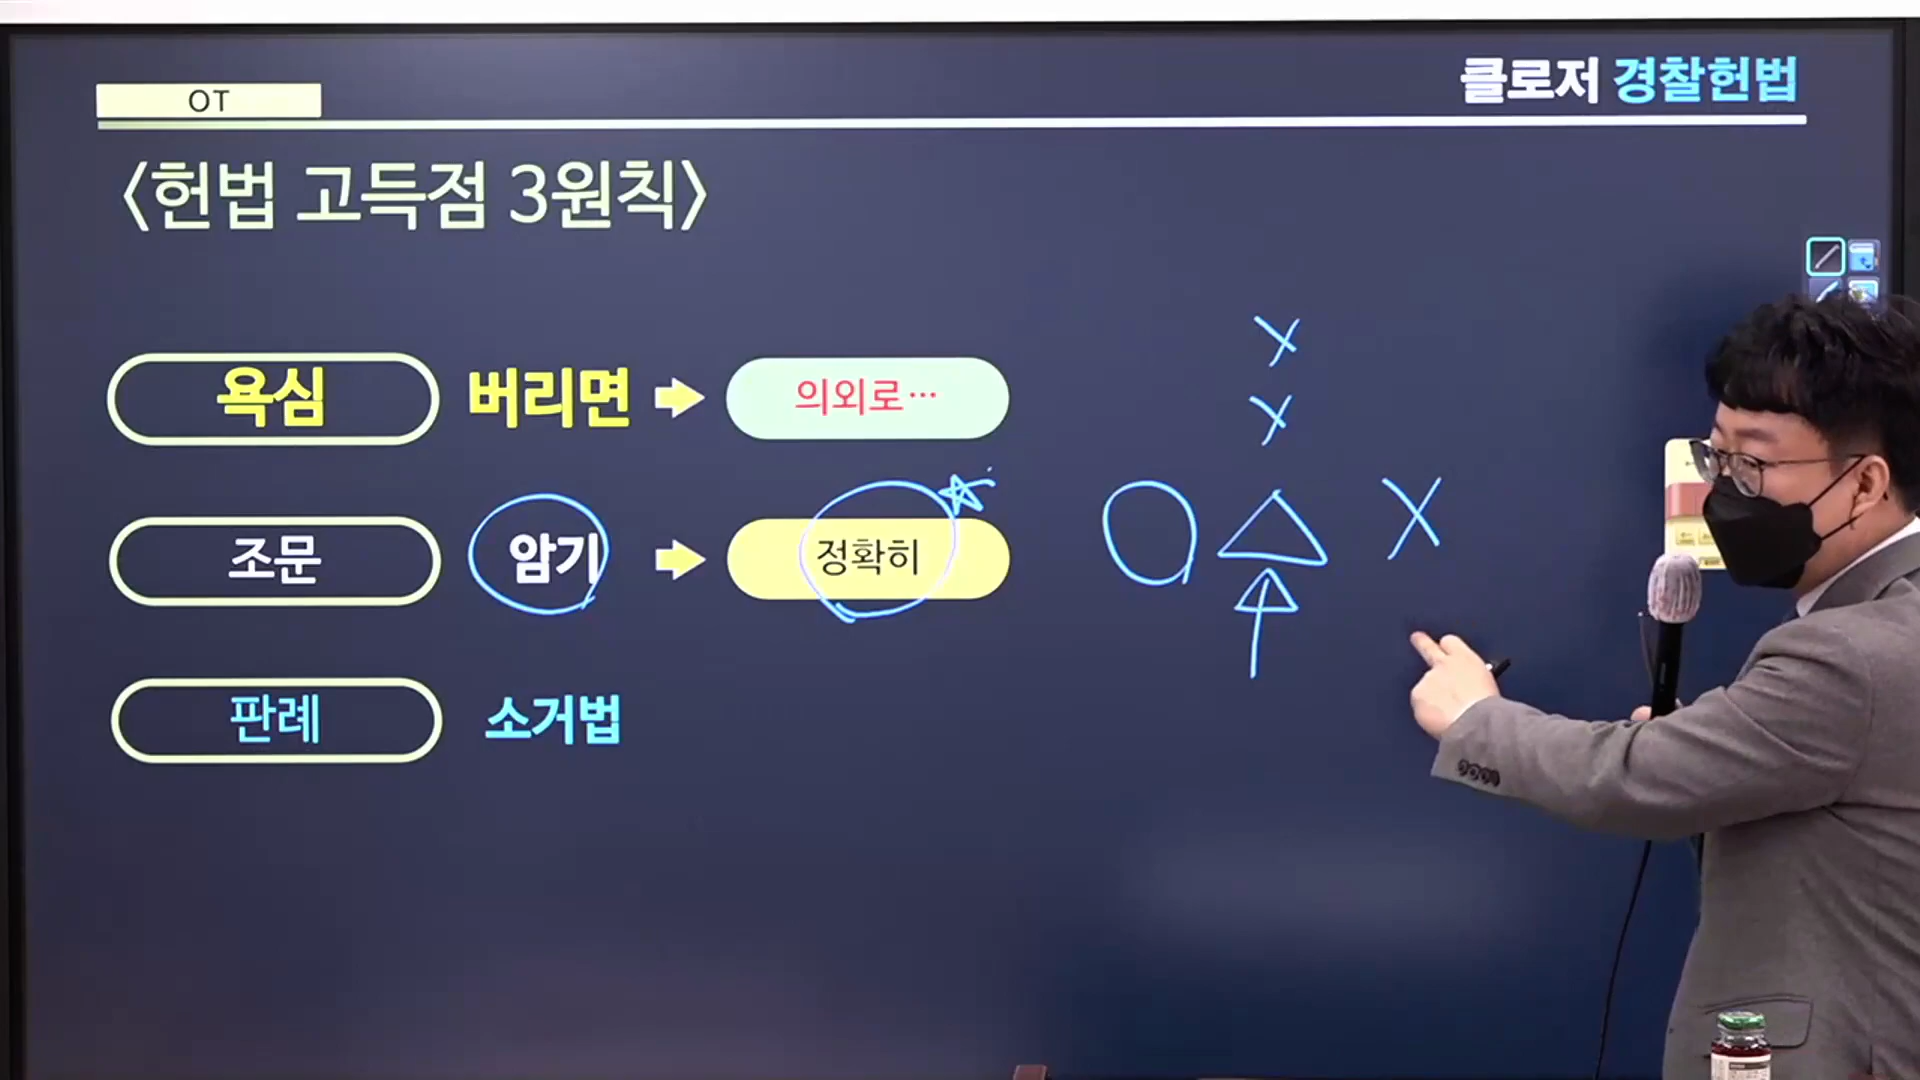 OT
클로저 경찰헌법
〈헌법 고득점 3원칙〉
욕심 버리면 의외로…
조문 암기 정확히
판례 소거법
X
X
O △ X